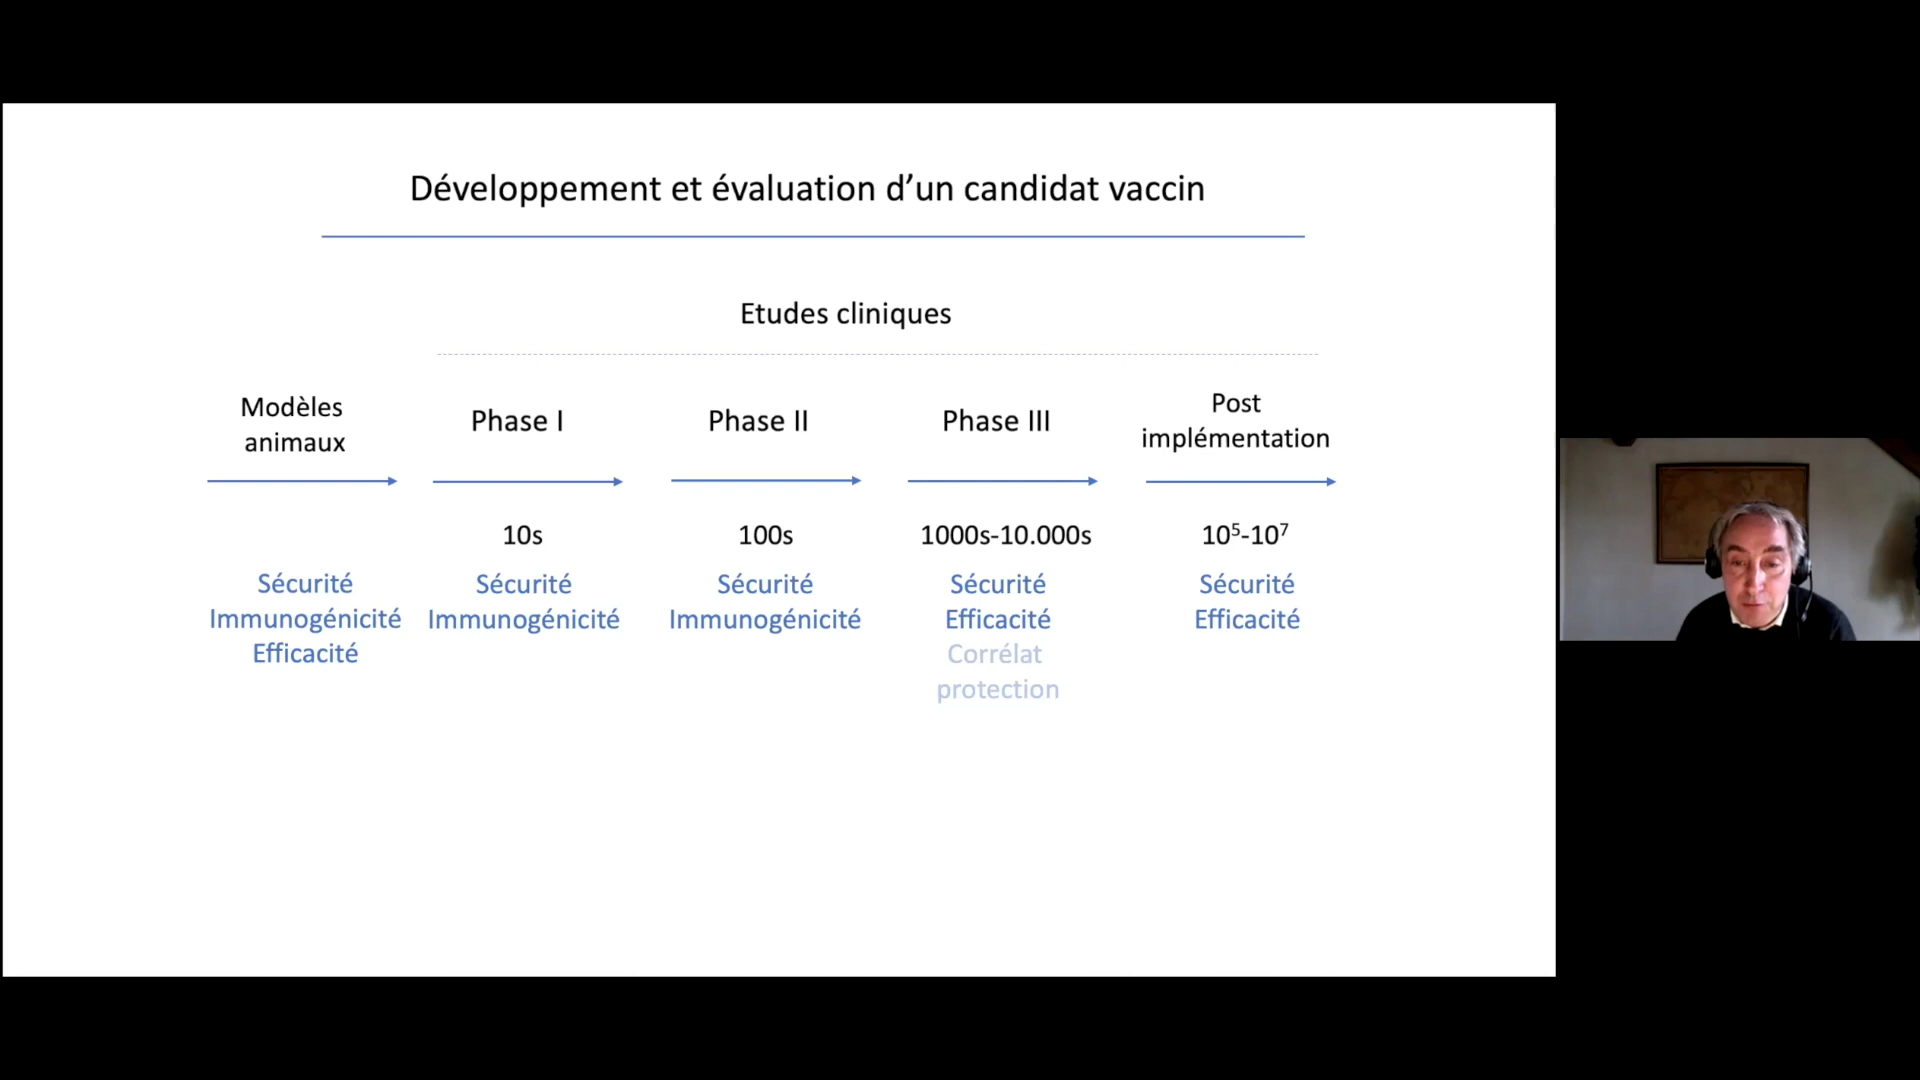 Développement et évaluation d’un candidat vaccin
Etudes cliniques
Modèles
animaux
Phase I
Phase II
Phase III
Post
implémentation
10s
100s
1000s-10.000s
10⁵-10⁷
Sécurité
Immunogénicité
Efficacité
Sécurité
Immunogénicité
Sécurité
Immunogénicité
Sécurité
Efficacité
Corrélat
protection
Sécurité
Efficacité